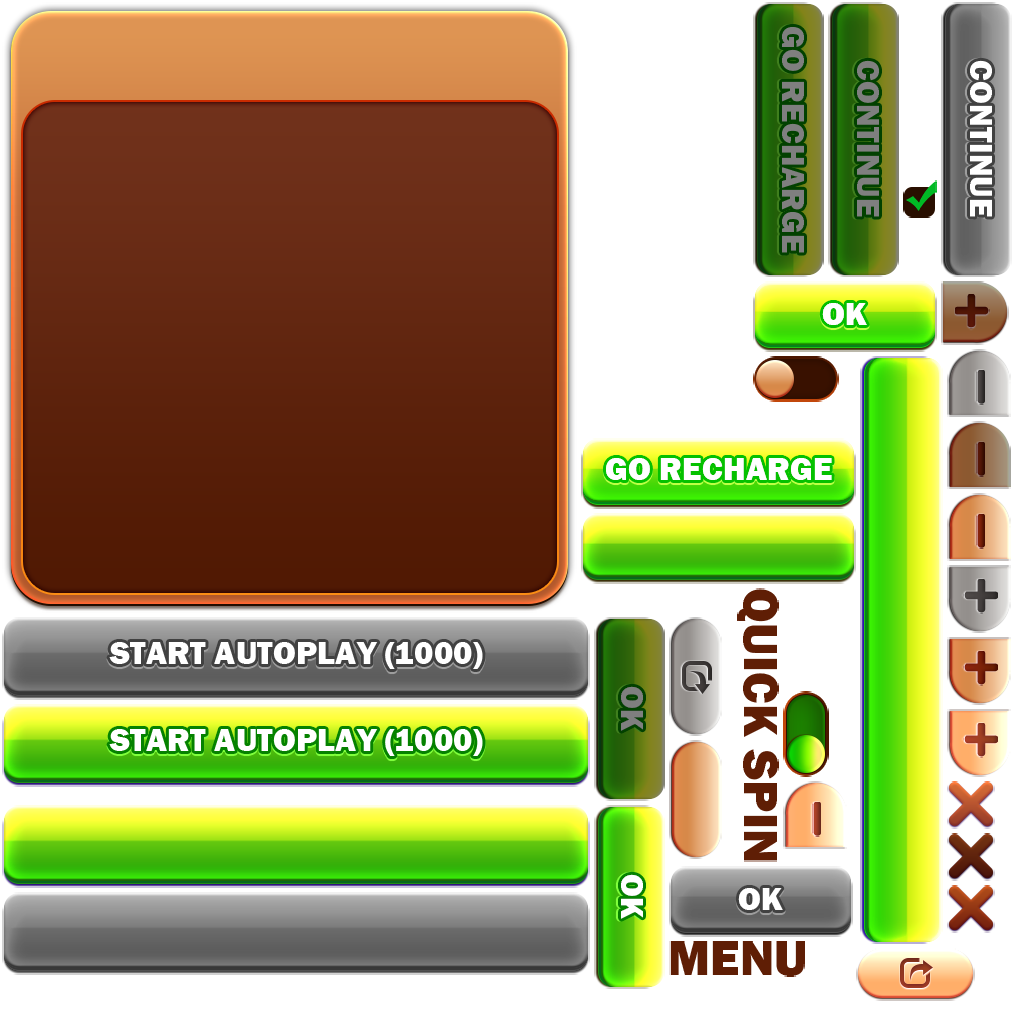 GO RECHARGE
CONTINUE
CONTINUE
OK
GO RECHARGE
START AUTOPLAY (1000)
START AUTOPLAY (1000)
OK
QUICK SPIN
OK
OK
MENU